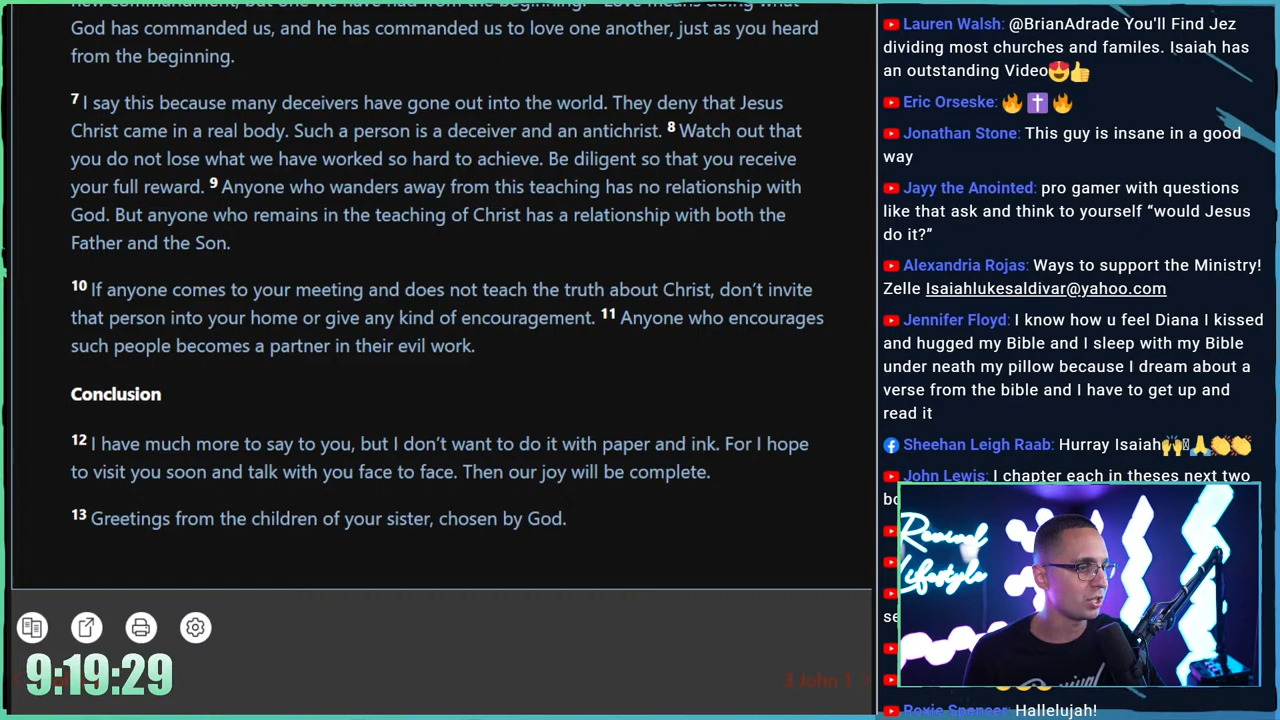 God has commanded us, and he has commanded us to love one another, just as you heard
from the beginning.
7 I say this because many deceivers have gone out into the world. They deny that Jesus
Christ came in a real body. Such a person is a deceiver and an antichrist. 8 Watch out that
you do not lose what we have worked so hard to achieve. Be diligent so that you receive
your full reward. 9 Anyone who wanders away from this teaching has no relationship with
God. But anyone who remains in the teaching of Christ has a relationship with both the
Father and the Son.
10 If anyone comes to your meeting and does not teach the truth about Christ, don’t invite
that person into your home or give any kind of encouragement. 11 Anyone who encourages
such people becomes a partner in their evil work.
Conclusion
12 I have much more to say to you, but I don’t want to do it with paper and ink. For I hope
to visit you soon and talk with you face to face. Then our joy will be complete.
13 Greetings from the children of your sister, chosen by God.
9:19:29
3 John 1
Lauren Walsh: @BrianAdrade You'll Find Jez
dividing most churches and familes. Isaiah has
an outstanding Video😍👍
Eric Orseske: 🔥✝️🔥
Jonathan Stone: This guy is insane in a good
way
Jayy the Anointed: pro gamer with questions
like that ask and think to yourself “would Jesus
do it?”
Alexandria Rojas: Ways to support the Ministry!
Zelle Isaiahlukesaldivar@yahoo.com
Jennifer Floyd: I know how u feel Diana I kissed
and hugged my Bible and I sleep with my Bible
under neath my pillow because I dream about a
verse from the bible and I have to get up and
read it
Sheehan Leigh Raab: Hurray Isaiah🙌🙏👏👏
John Lewis: I chapter each in theses next two
Revival
Lifestyle
Roxie Spencer: Hallelujah!